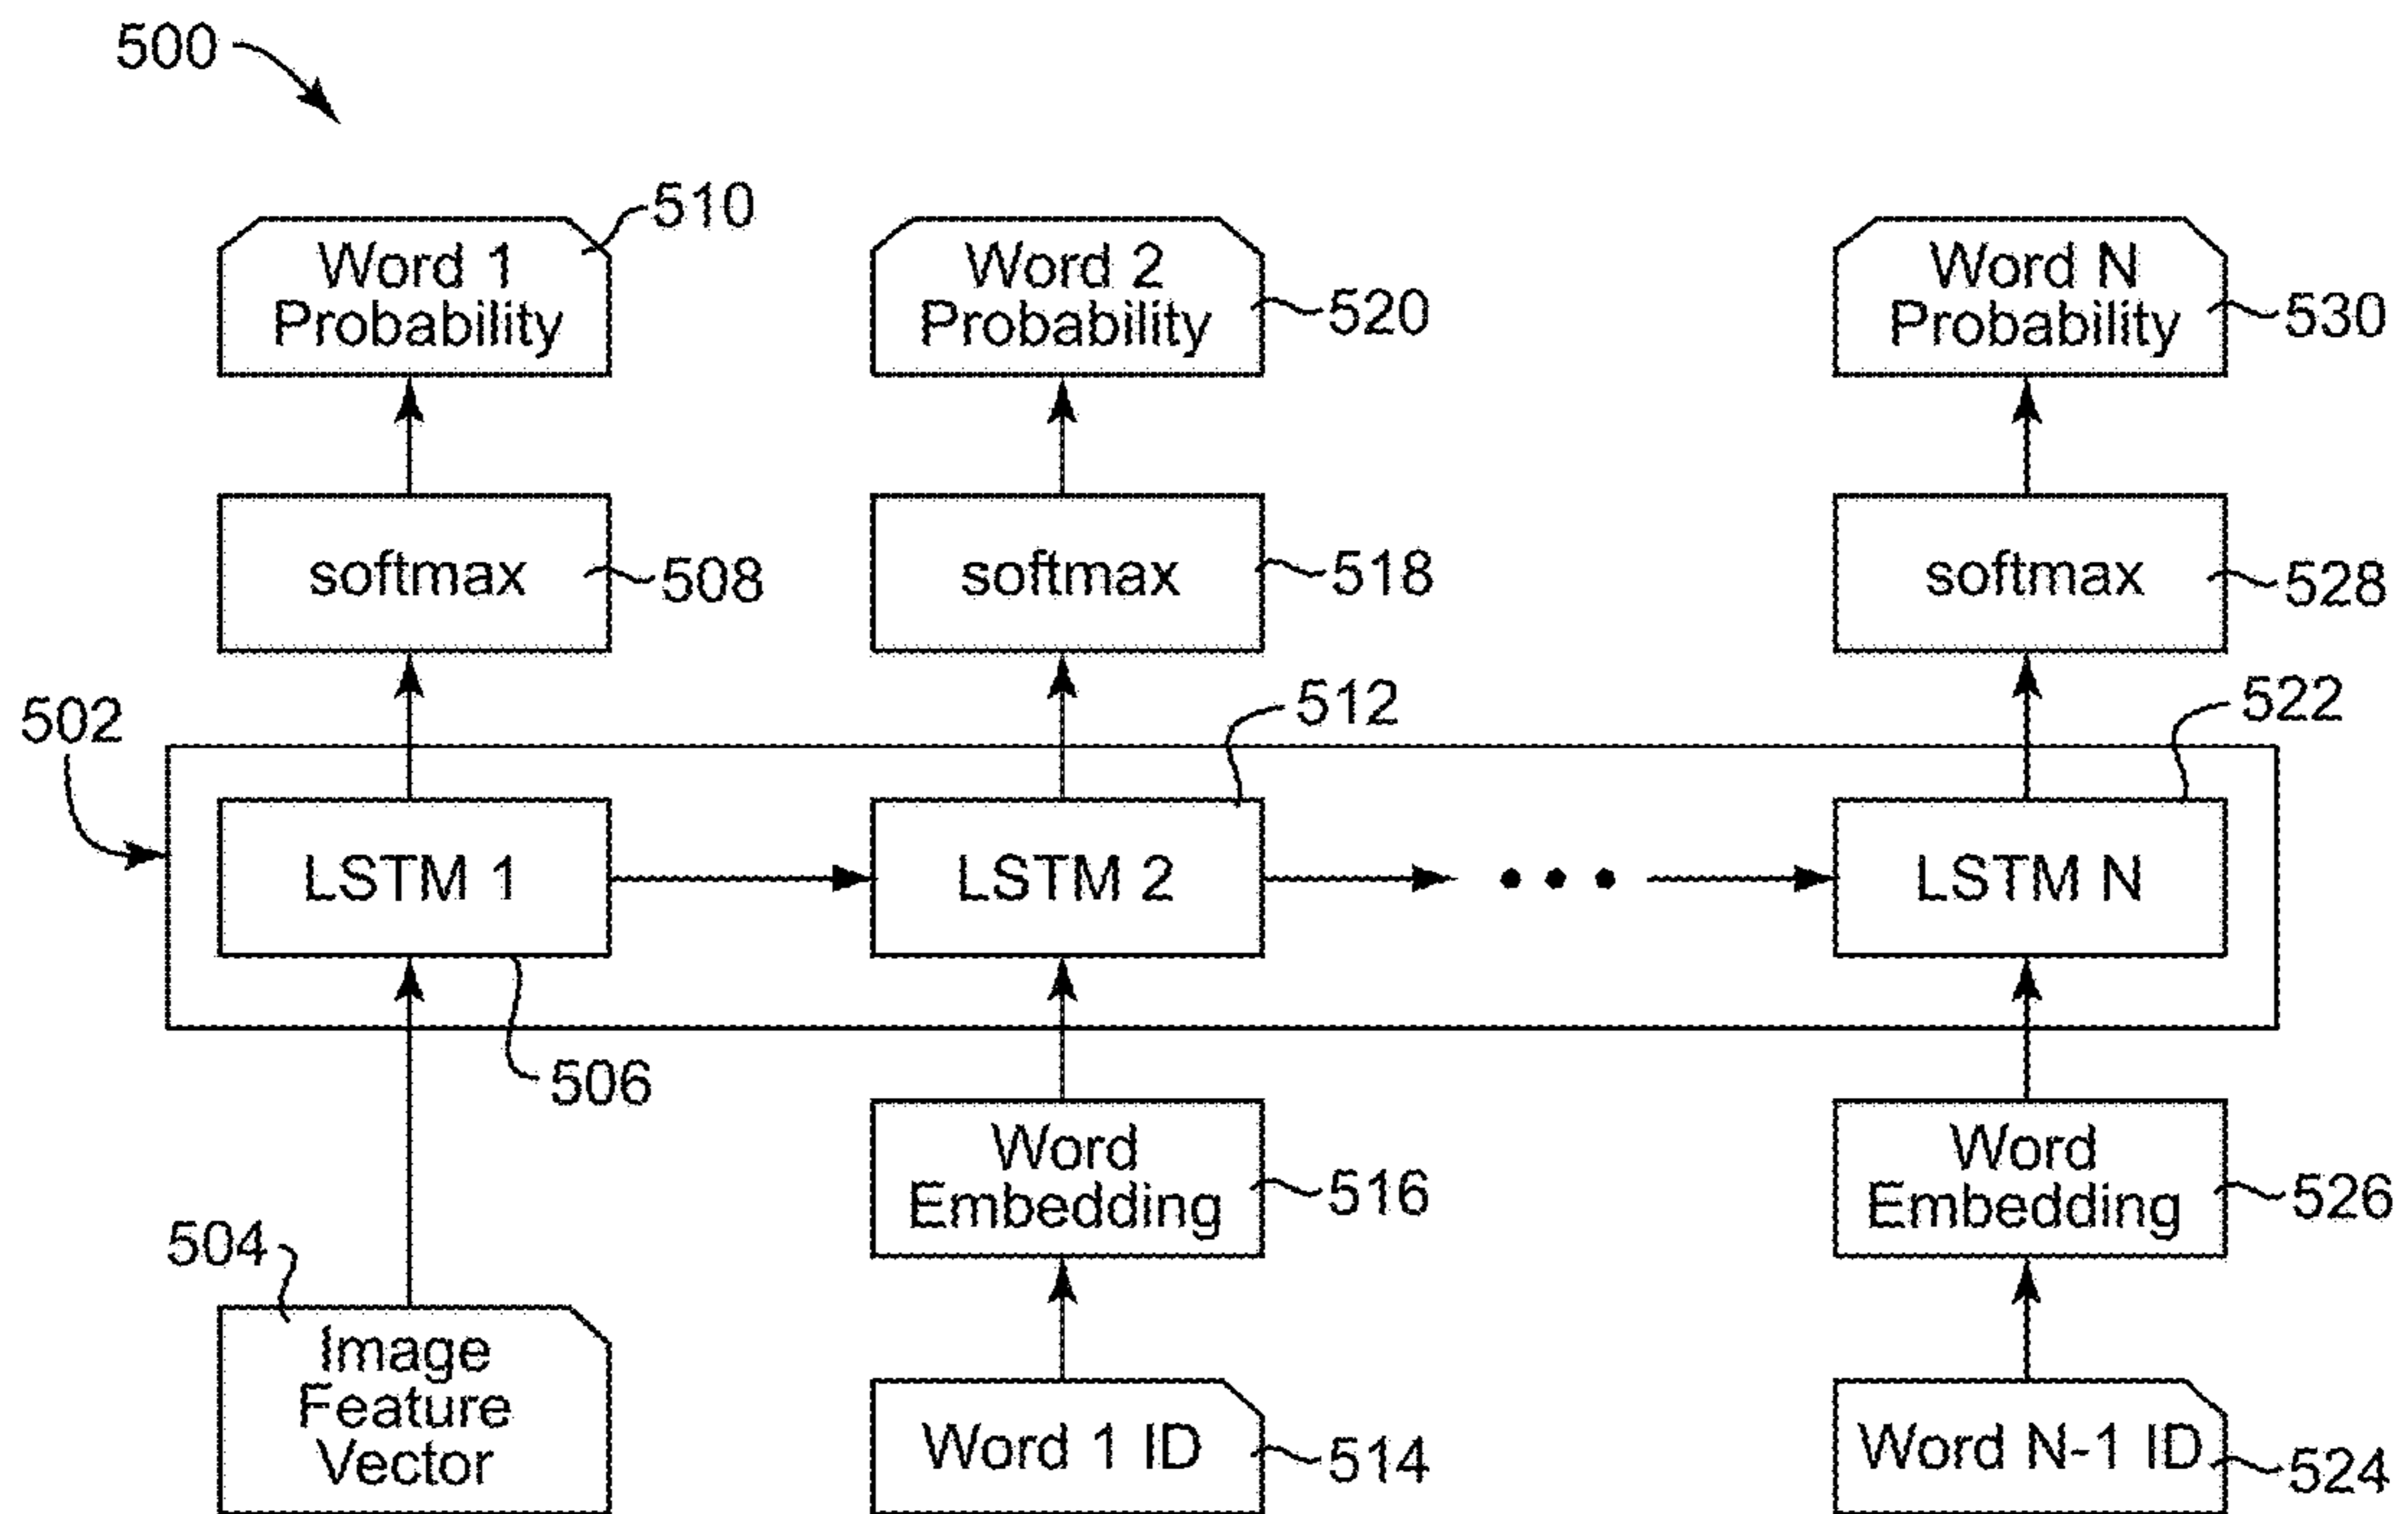 500
Word 1
Probability
510
Word 2
Probability
520
Word N
Probability
530
softmax
508
softmax
518
softmax
528
502
512
522
LSTM 1
LSTM 2
LSTM N
506
Word
Embedding
516
Word
Embedding
526
504
Image
Feature
Vector
Word 1 ID
514
Word N-1 ID
524